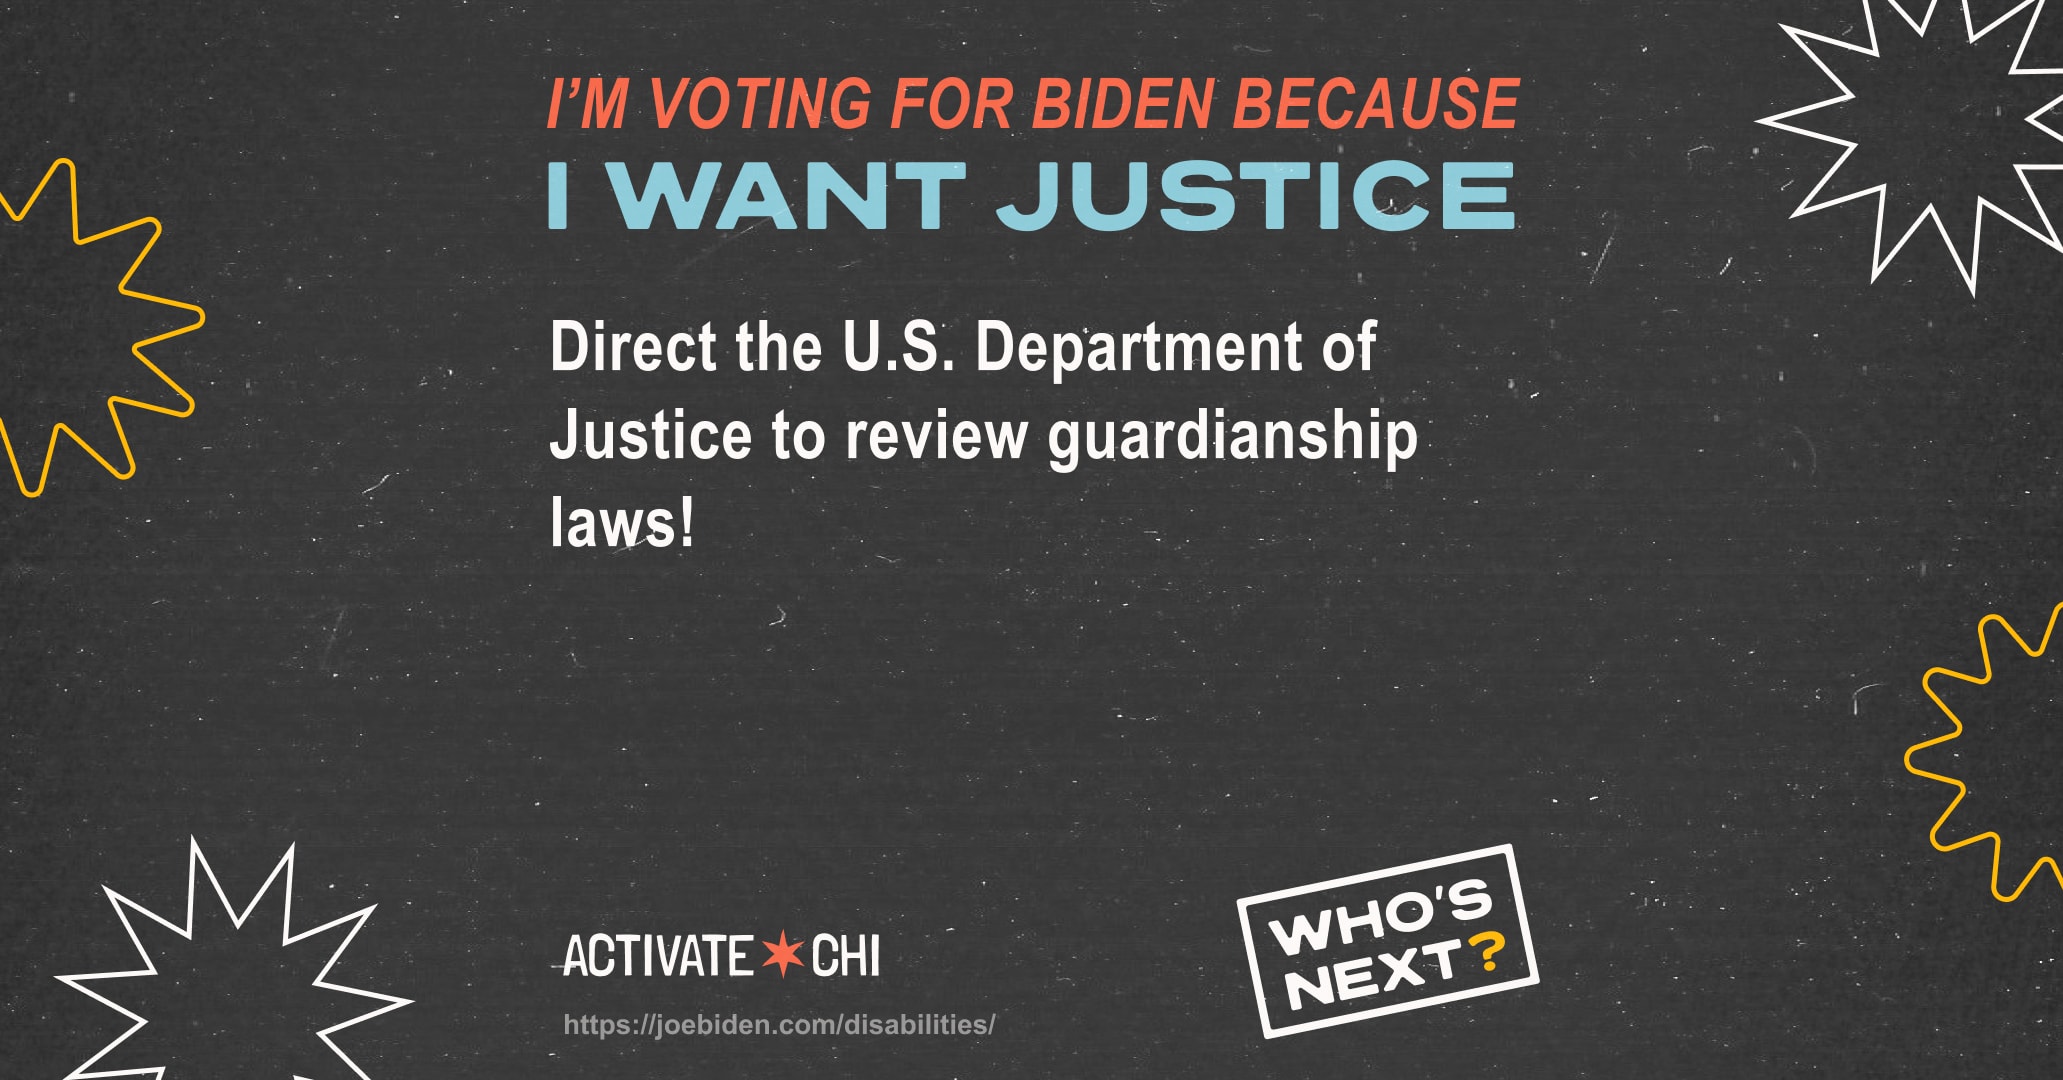 I’M VOTING FOR BIDEN BECAUSE
I WANT JUSTICE
Direct the U.S. Department of
Justice to review guardianship
laws!
ACTIVATE CHI
https://joebiden.com/disabilities/
WHO'S
NEXT?